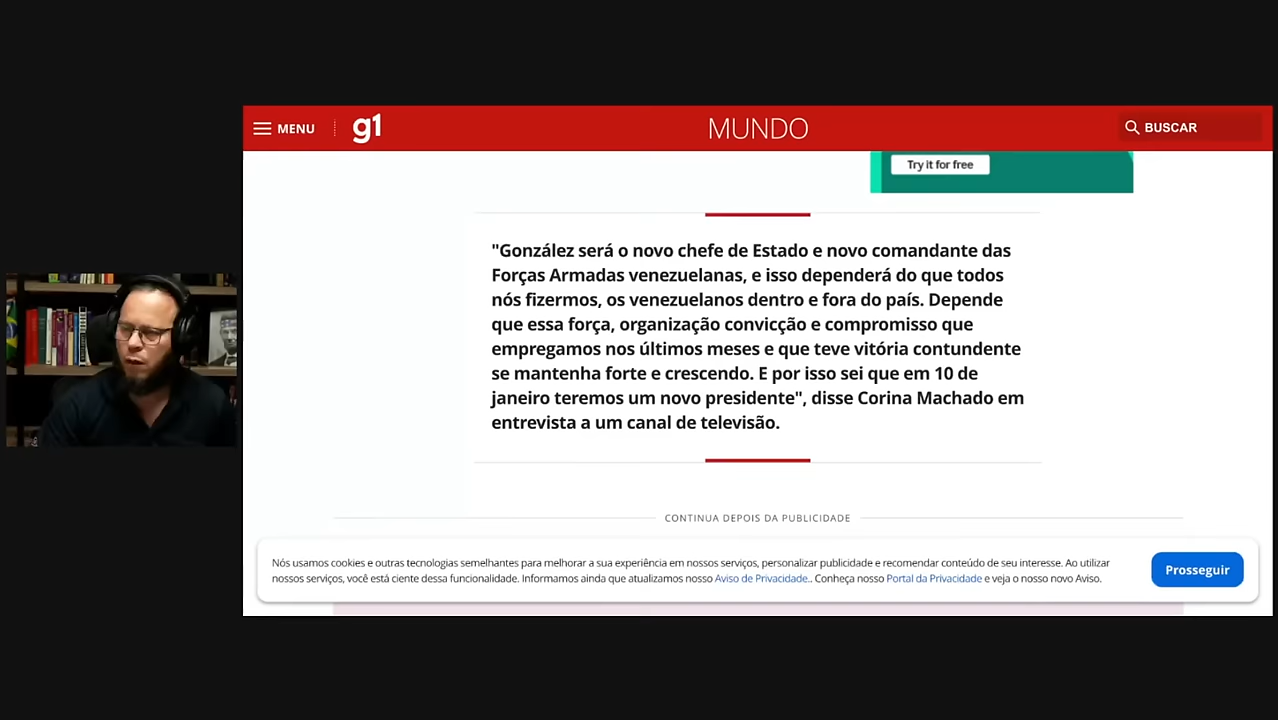 MENU
g1
MUNDO
BUSCAR
Try it for free
"González será o novo chefe de Estado e novo comandante das
Forças Armadas venezuelanas, e isso dependerá do que todos
nós fizermos, os venezuelanos dentro e fora do país. Depende
que essa força, organização convicção e compromisso que
empregamos nos últimos meses e que teve vitória contundente
se mantenha forte e crescendo. E por isso sei que em 10 de
janeiro teremos um novo presidente", disse Corina Machado em
entrevista a um canal de televisão.
CONTINUA DEPOIS DA PUBLICIDADE
Nós usamos cookies e outras tecnologias semelhantes para melhorar a sua experiência em nossos serviços, personalizar publicidade e recomendar conteúdo de seu interesse. Ao utilizar
nossos serviços, você está ciente dessa funcionalidade. Informamos ainda que atualizamos nosso Aviso de Privacidade.. Conheça nosso Portal da Privacidade e veja o nosso novo Aviso.
Prosseguir